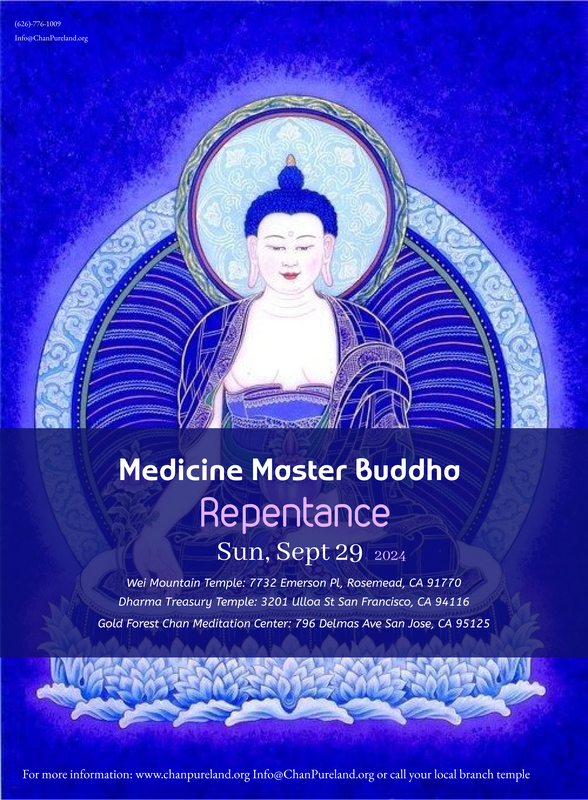 (626)-776-1009
Info@ChanPureland.org
Medicine Master Buddha
Repentance
Sun, Sept 29 2024
Wei Mountain Temple: 7732 Emerson Pl, Rosemead, CA 91770
Dharma Treasury Temple: 3201 Ulloa St San Francisco, CA 94116
Gold Forest Chan Meditation Center: 796 Delmas Ave San Jose, CA 95125
For more information: www.chanpureland.org Info@ChanPureland.org or call your local branch temple